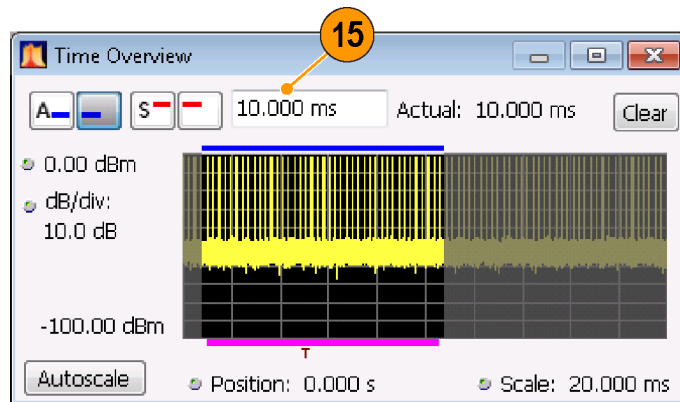 15
Time Overview
A S 10.000 ms Actual: 10.000 ms Clear
0.00 dBm
dB/div:
10.0 dB
-100.00 dBm
T
Autoscale Position: 0.000 s Scale: 20.000 ms